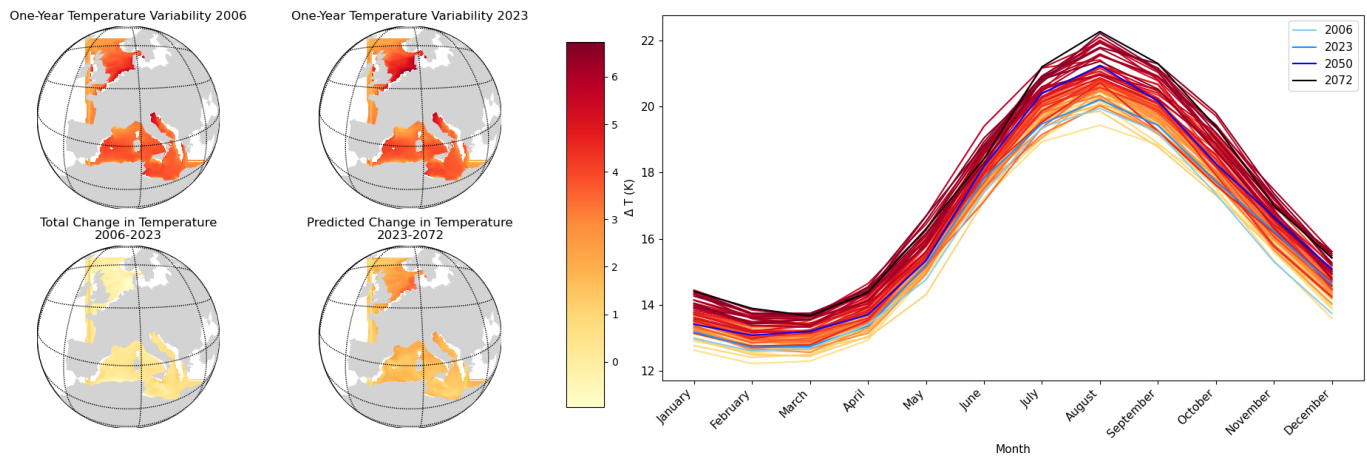 One-Year Temperature Variability 2006
One-Year Temperature Variability 2023
Total Change in Temperature
2006-2023
Predicted Change in Temperature
2023-2072
6
5
4
3
2
1
0
Δ T (K)
22
20
18
16
14
12
2006
2023
2050
2072
January
February
March
April
May
June
July
August
September
October
November
December
Month